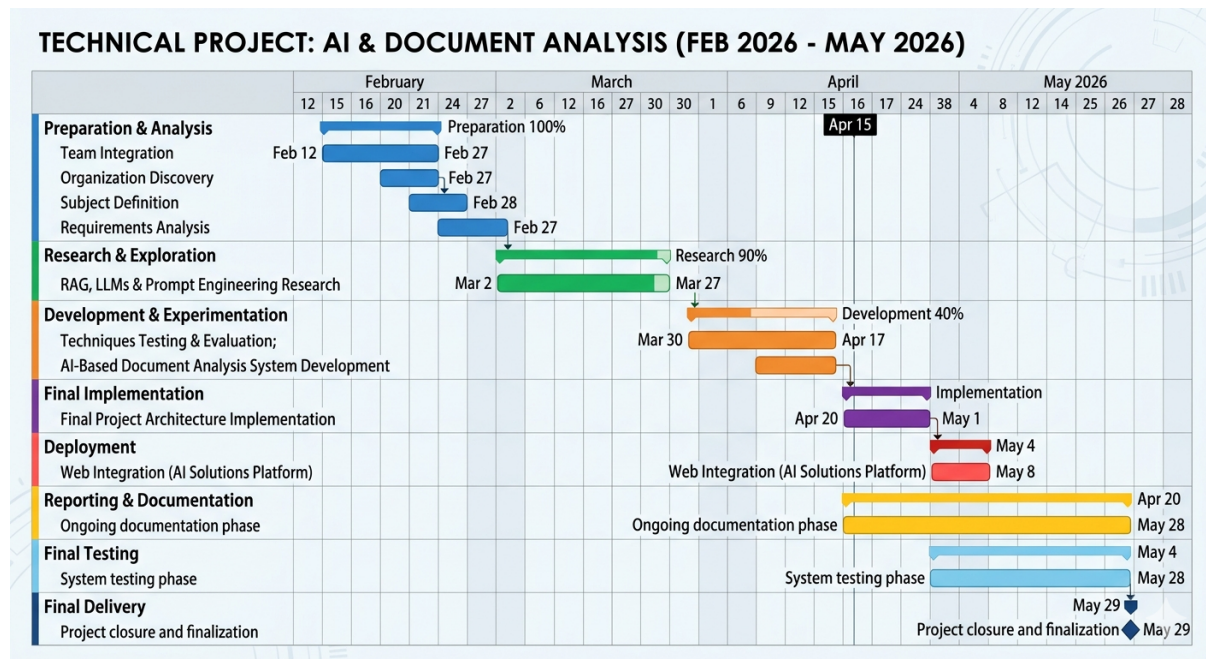 TECHNICAL PROJECT: AI & DOCUMENT ANALYSIS (FEB 2026 - MAY 2026)
February March April May 2026
12 15 16 20 21 24 27 2 6 12 16 27 30 30 1 6 9 12 15 16 17 24 38 4 8 12 14 25 26 27 28
Preparation & Analysis Preparation 100% Apr 15
Team Integration Feb 12 Feb 27
Organization Discovery Feb 27
Subject Definition Feb 28
Requirements Analysis Feb 27
Research & Exploration Research 90%
RAG, LLMs & Prompt Engineering Research Mar 2 Mar 27
Development & Experimentation Development 40%
Techniques Testing & Evaluation; Mar 30 Apr 17
AI-Based Document Analysis System Development
Final Implementation Implementation
Final Project Architecture Implementation Apr 20 May 1
Deployment May 4
Web Integration (AI Solutions Platform) Web Integration (AI Solutions Platform) May 8
Reporting & Documentation Apr 20
Ongoing documentation phase Ongoing documentation phase May 28
Final Testing May 4
System testing phase System testing phase May 28
Final Delivery May 29
Project closure and finalization Project closure and finalization May 29